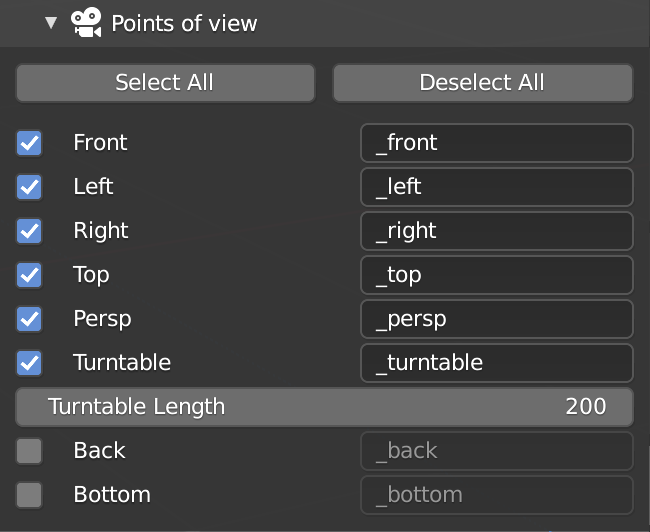 Points of view
Select All Deselect All
Front _front
Left _left
Right _right
Top _top
Persp _persp
Turntable _turntable
Turntable Length 200
Back _back
Bottom _bottom